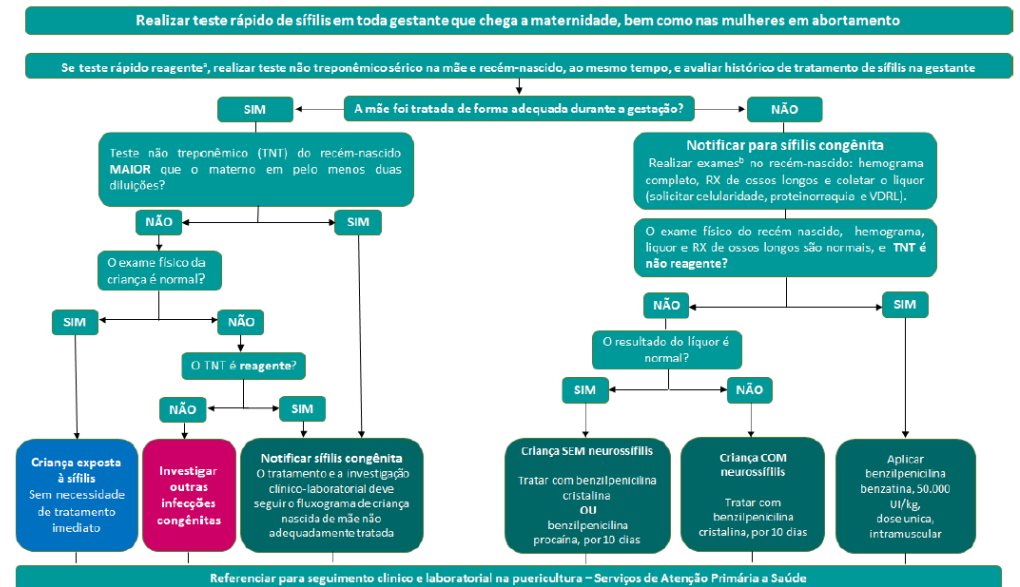 Realizar teste rápido de sífilis em toda gestante que chega a maternidade, bem como nas mulheres em abortamento
Se teste rápido reagenteª, realizar teste não treponêmico sérico na mãe e recém-nascido, ao mesmo tempo, e avaliar histórico de tratamento de sífilis na gestante
SIM
A mãe foi tratada de forma adequada durante a gestação?
NÃO
Teste não treponêmico (TNT) do recém-nascido
MAIOR que o materno em pelo menos duas
diluições?
Notificar para sífilis congênita
Realizar examesᵇ no recém-nascido: hemograma
completo, RX de ossos longos e coletar o liquor
(solicitar celularidade, proteinorraquia e VDRL).
NÃO
SIM
O exame físico do recém nascido, hemograma,
liquor e RX de ossos longos são normais, e TNT é
não reagente?
O exame físico da
criança é normal?
SIM
NÃO
NÃO
SIM
O TNT é reagente?
O resultado do líquor é
normal?
NÃO
SIM
SIM
NÃO
Criança exposta
à sífilis
Sem necessidade
de tratamento
imediato
Investigar
outras
infecções
congênitas
Notificar sífilis congênita
O tratamento e a investigação
clínico-laboratorial deve
seguir o fluxograma de criança
nascida de mãe não
adequadamente tratada
Criança SEM neurossífilis
Tratar com benzilpenicilina
cristalina
OU
benzilpenicilina
procaína, por 10 dias
Criança COM
neurossífilis
Tratar com
benzilpenicilina
cristalina, por 10 dias
Aplicar
benzilpenicilina
benzatina, 50.000
UI/kg,
dose unica,
intramuscular
Referenciar para seguimento clinico e laboratorial na puericultura – Serviços de Atenção Primária a Saúde